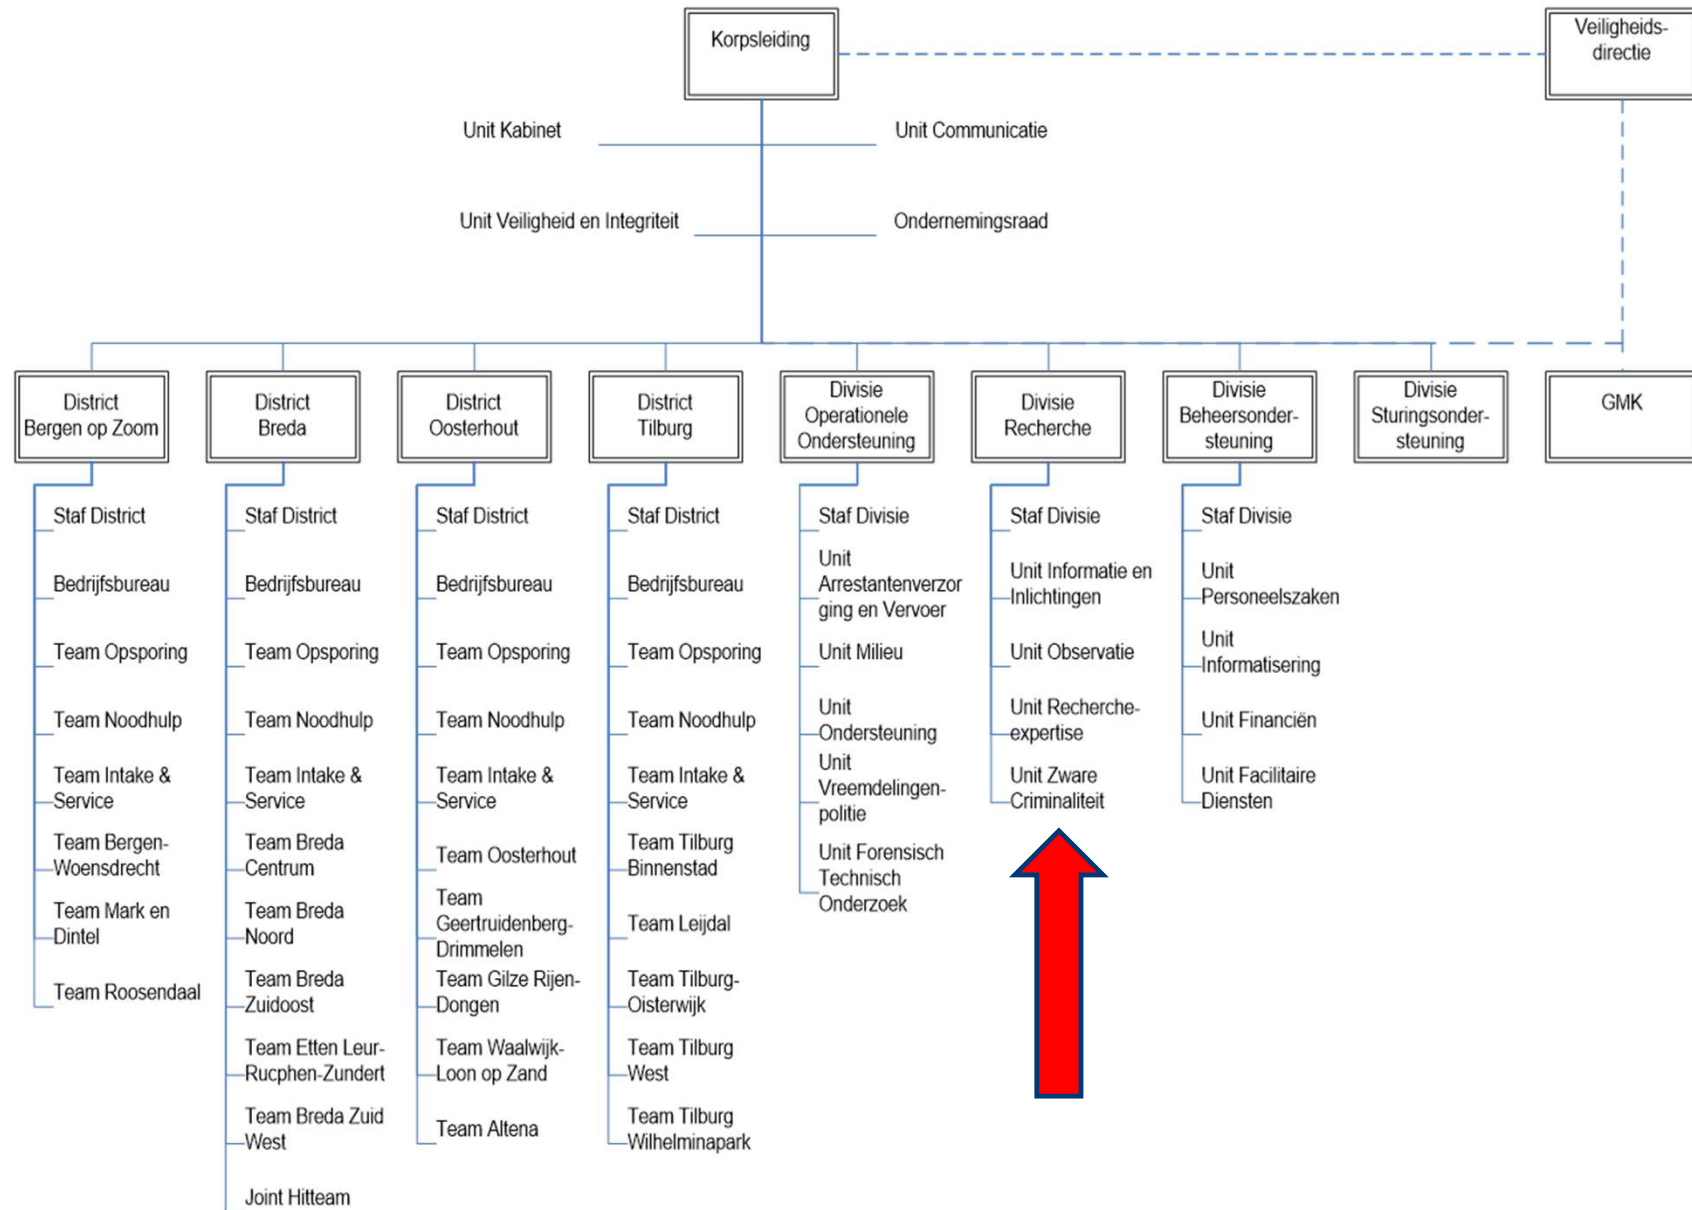 Korpsleiding
Veiligheids-
directie
Unit Kabinet
Unit Communicatie
Unit Veiligheid en Integriteit
Ondernemingsraad
District
Bergen op Zoom
District
Breda
District
Oosterhout
District
Tilburg
Divisie
Operationele
Ondersteuning
Divisie
Recherche
Divisie
Beheersonder-
steuning
Divisie
Sturingsonder-
steuning
GMK
Staf District
Bedrijfsbureau
Team Opsporing
Team Noodhulp
Team Intake &
Service
Team Bergen-
Woensdrecht
Team Mark en
Dintel
Team Roosendaal
Staf District
Bedrijfsbureau
Team Opsporing
Team Noodhulp
Team Intake &
Service
Team Breda
Centrum
Team Breda
Noord
Team Breda
Zuidoost
Team Etten Leur-
Rucphen-Zundert
Team Breda Zuid
West
Joint Hitteam
Staf District
Bedrijfsbureau
Team Opsporing
Team Noodhulp
Team Intake &
Service
Team Oosterhout
Team
Geertruidenberg-
Drimmelen
Team Gilze Rijen-
Dongen
Team Waalwijk-
Loon op Zand
Team Altena
Staf District
Bedrijfsbureau
Team Opsporing
Team Noodhulp
Team Intake &
Service
Team Tilburg
Binnenstad
Team Leijdal
Team Tilburg-
Oisterwijk
Team Tilburg
West
Team Tilburg
Wilhelminapark
Staf Divisie
Unit
Arrestantenverzor
ging en Vervoer
Unit Milieu
Unit
Ondersteuning
Unit
Vreemdelingen-
politie
Unit Forensisch
Technisch
Onderzoek
Staf Divisie
Unit Informatie en
Inlichtingen
Unit Observatie
Unit Recherche-
expertise
Unit Zware
Criminaliteit
Staf Divisie
Unit
Personeelszaken
Unit
Informatisering
Unit Financiën
Unit Facilitaire
Diensten